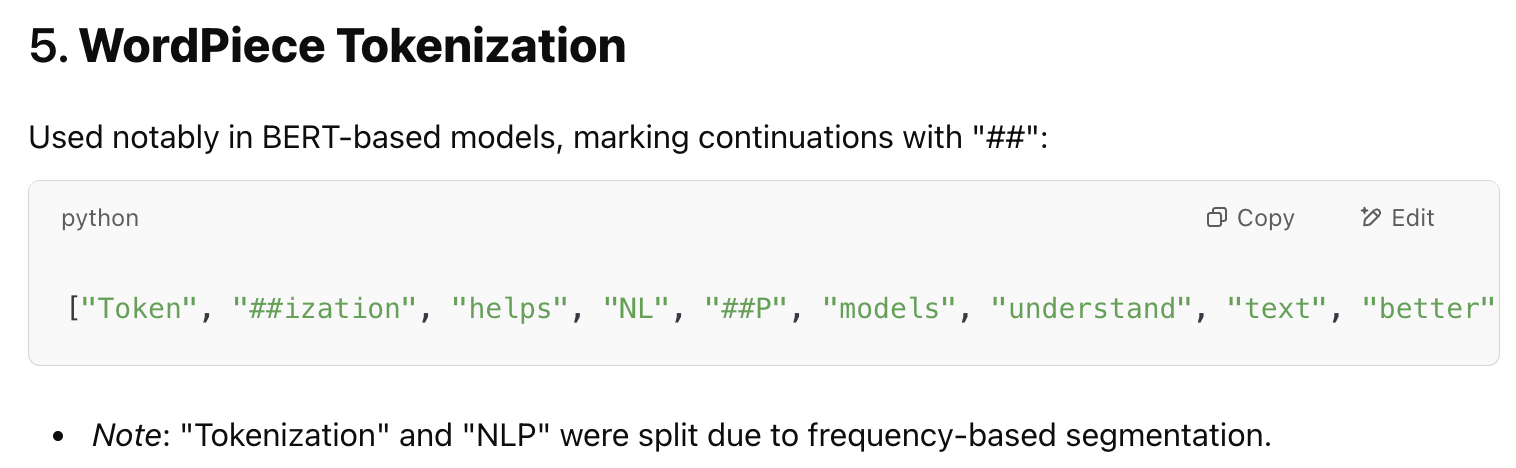 5. WordPiece Tokenization
Used notably in BERT-based models, marking continuations with "##":
python Copy Edit
["Token", "##ization", "helps", "NL", "##P", "models", "understand", "text", "better"
• Note: "Tokenization" and "NLP" were split due to frequency-based segmentation.